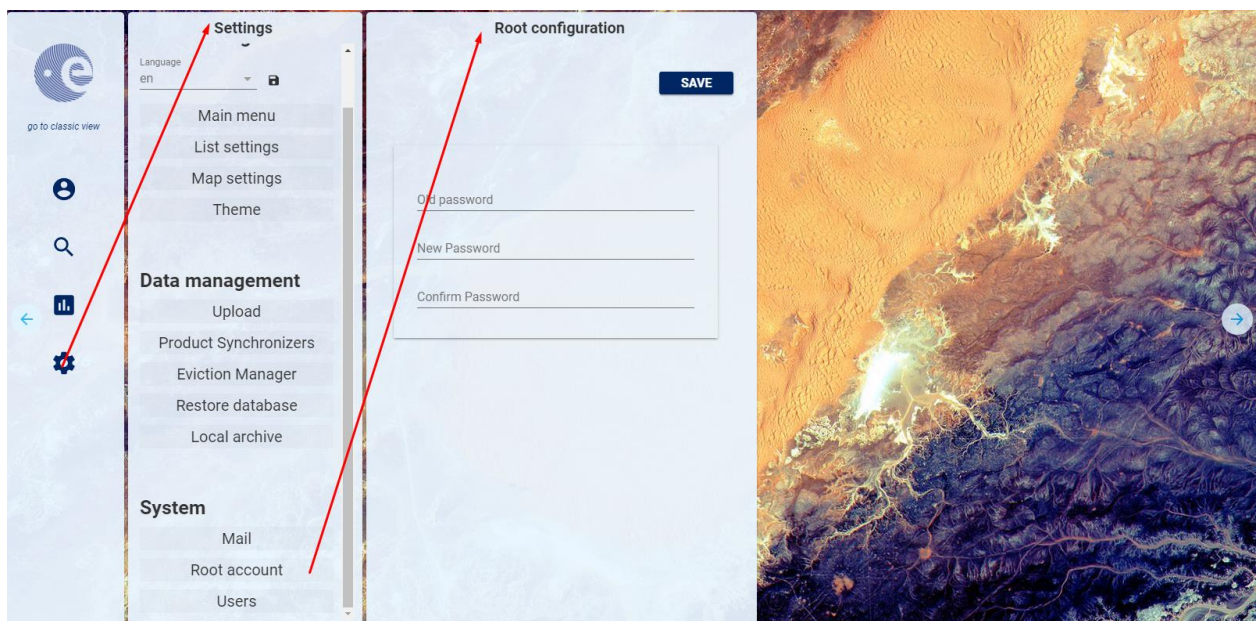 go to classic view
Settings
Language
en
Main menu
List settings
Map settings
Theme
Data management
Upload
Product Synchronizers
Eviction Manager
Restore database
Local archive
System
Mail
Root account
Users
Root configuration
SAVE
Old password
New Password
Confirm Password